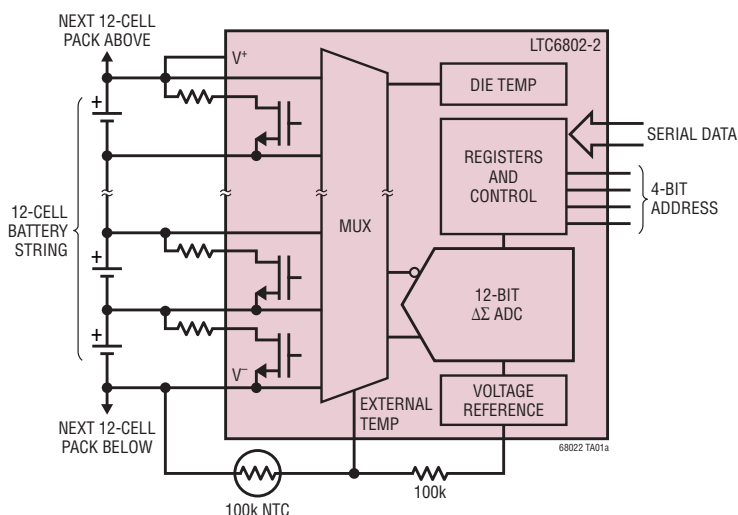 NEXT 12-CELL
PACK ABOVE
LTC6802-2
V+
DIE TEMP
+
SERIAL DATA
REGISTERS
AND
CONTROL
4-BIT
ADDRESS
12-CELL
BATTERY
STRING
MUX
+
12-BIT
ΔΣ ADC
+
V−
VOLTAGE
REFERENCE
EXTERNAL
TEMP
NEXT 12-CELL
PACK BELOW
68022 TA01a
100k NTC
100k